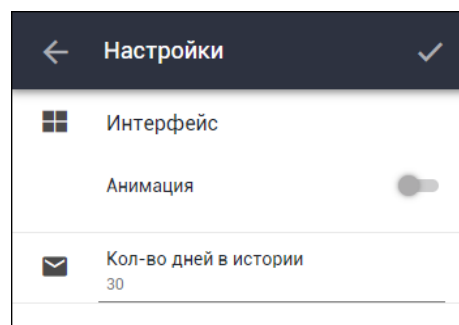 Настройки
Интерфейс
Анимация
Кол-во дней в истории
30